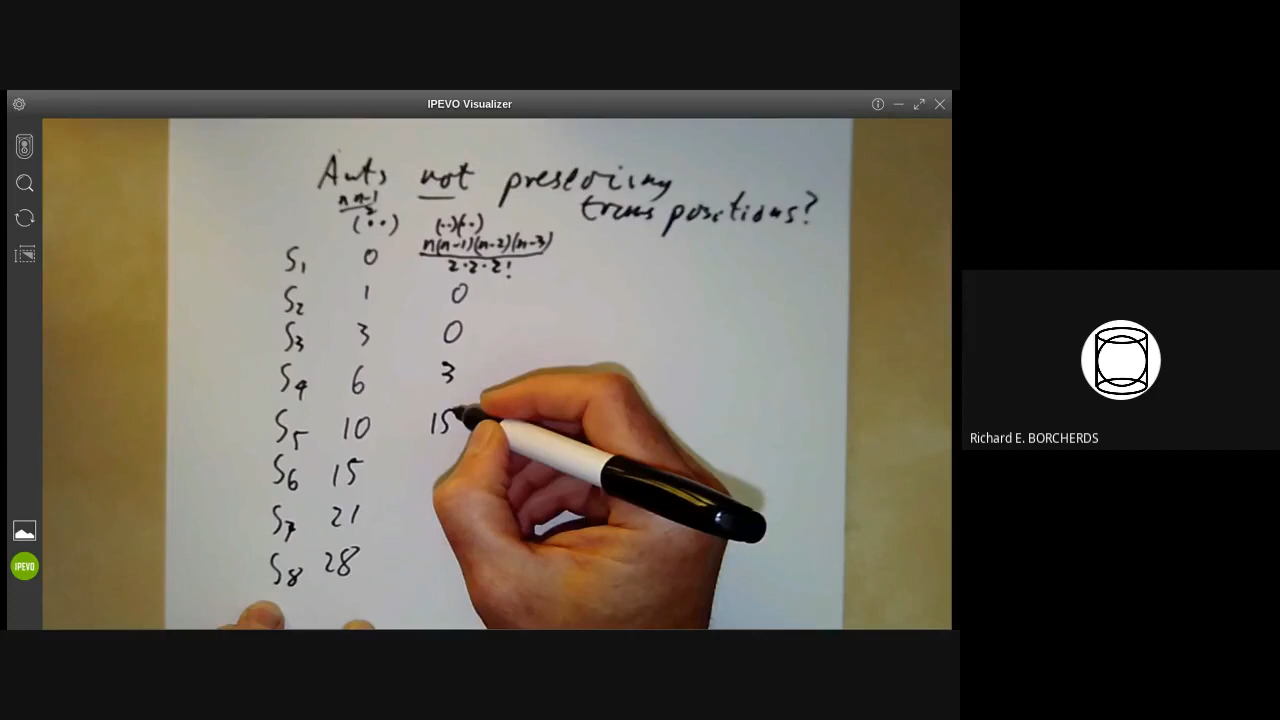 IPEVO Visualizer
Auts not preserving
transpositions?
n n-1
2
(··) (··)(··)
n(n-1)(n-2)(n-3)
2·2·2!
S1 0
S2 1 0
S3 3 0
S4 6 3
S5 10 15
S6 15
S7 21
S8 28
IPEVO
Richard E. BORCHERDS